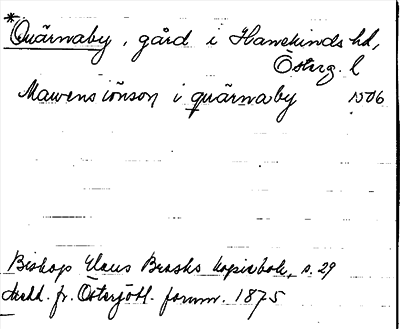 *Quärnaby, gård i Hanekinds hd,
Österg. l
Mawens iönson i quärnaby 1506
Biskop Hans Brasks kopiebok, s. 29
Medd. fr. Östergötl. fornm. 1875